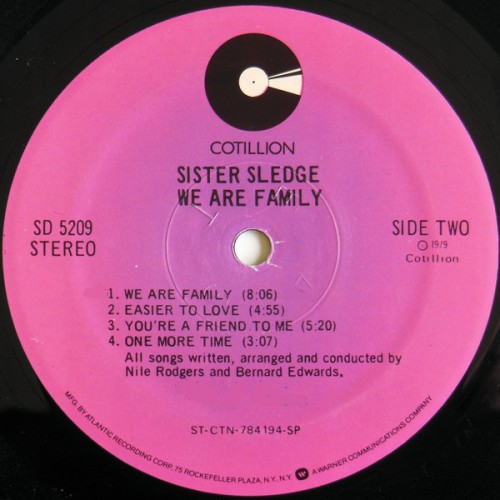 COTILLION
SISTER SLEDGE
WE ARE FAMILY
SD 5209
STEREO
SIDE TWO
Ⓟ 1979
Cotillion
1. WE ARE FAMILY (8:06)
2. EASIER TO LOVE (4:55)
3. YOU'RE A FRIEND TO ME (5:20)
4. ONE MORE TIME (3:07)
All songs written, arranged and conducted by
Nile Rodgers and Bernard Edwards.
ST-CTN-784194-SP
MFG. BY ATLANTIC RECORDING CORP., 75 ROCKEFELLER PLAZA, N.Y., N.Y. A WARNER COMMUNICATIONS COMPANY